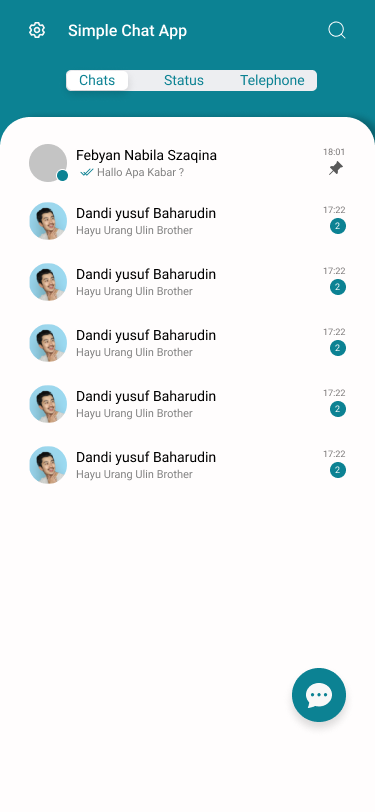 Simple Chat App
Chats Status Telephone
Febyan Nabila Szaqina 18:01
Hallo Apa Kabar ?
Dandi yusuf Baharudin 17:22
Hayu Urang Ulin Brother 2
Dandi yusuf Baharudin 17:22
Hayu Urang Ulin Brother 2
Dandi yusuf Baharudin 17:22
Hayu Urang Ulin Brother 2
Dandi yusuf Baharudin 17:22
Hayu Urang Ulin Brother 2
Dandi yusuf Baharudin 17:22
Hayu Urang Ulin Brother 2